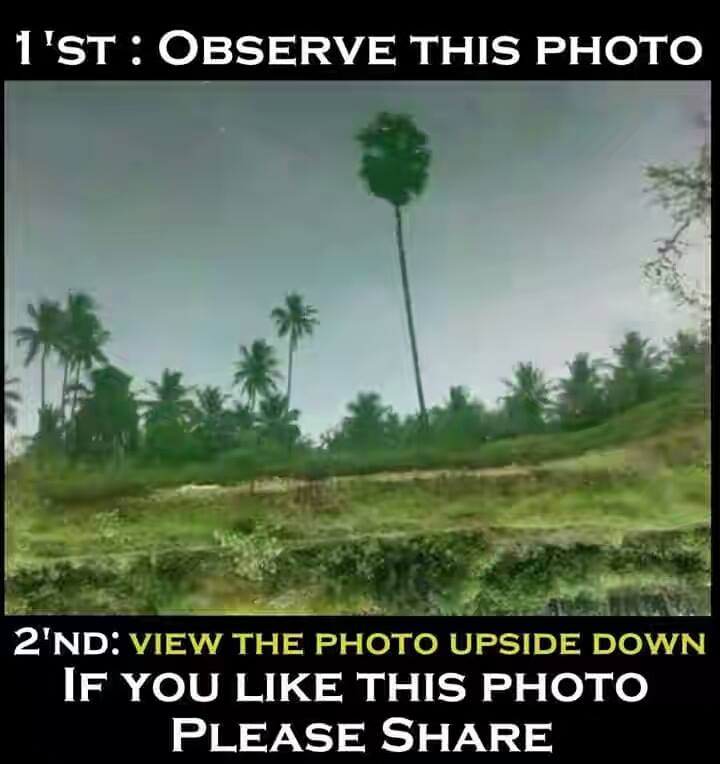 1'ST : OBSERVE THIS PHOTO
2'ND: VIEW THE PHOTO UPSIDE DOWN
IF YOU LIKE THIS PHOTO
PLEASE SHARE